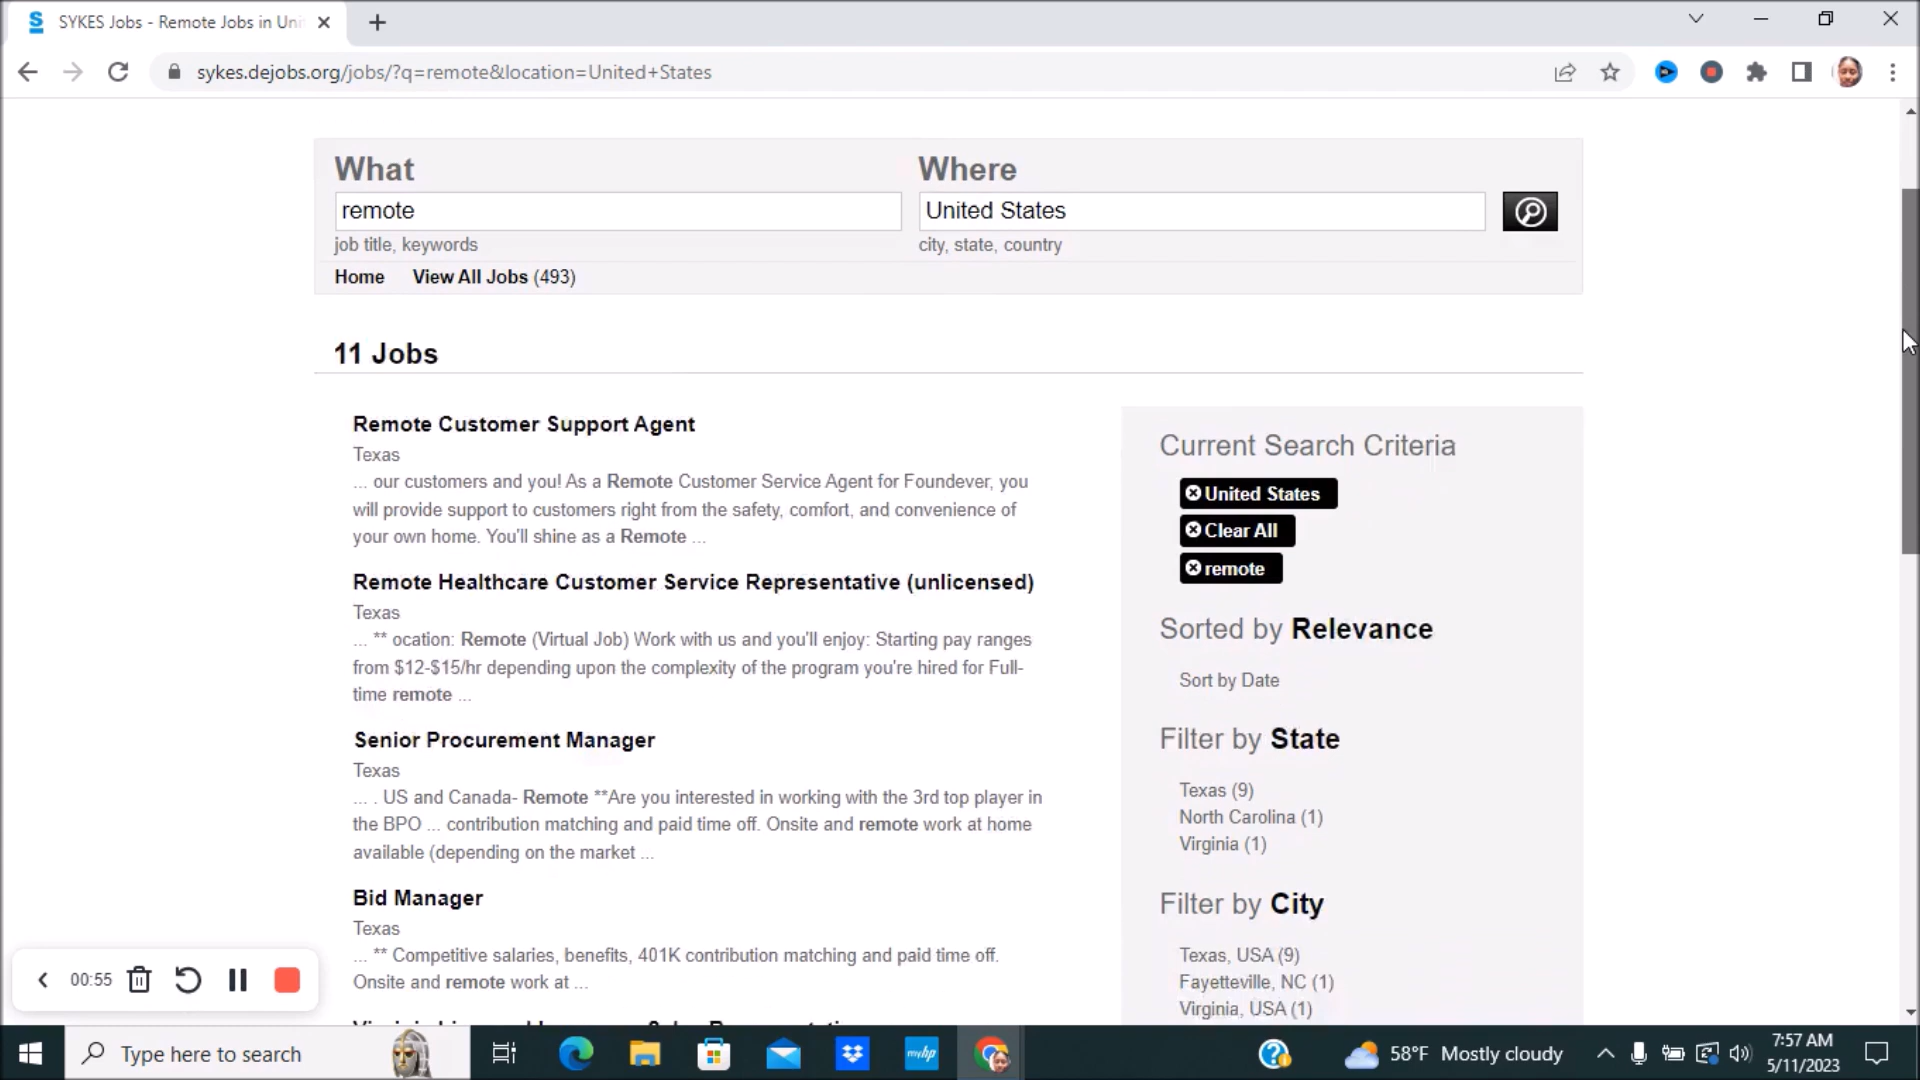 SYKES Jobs - Remote Jobs in Uni
sykes.dejobs.org/jobs/?q=remote&location=United+States
What
Where
remote
United States
job title, keywords
city, state, country
Home View All Jobs (493)
11 Jobs
Remote Customer Support Agent
Texas
... our customers and you! As a Remote Customer Service Agent for Foundever, you
will provide support to customers right from the safety, comfort, and convenience of
your own home. You'll shine as a Remote ...
Remote Healthcare Customer Service Representative (unlicensed)
Texas
... ** ocation: Remote (Virtual Job) Work with us and you'll enjoy: Starting pay ranges
from $12-$15/hr depending upon the complexity of the program you're hired for Full-
time remote ...
Senior Procurement Manager
Texas
... . US and Canada- Remote **Are you interested in working with the 3rd top player in
the BPO ... contribution matching and paid time off. Onsite and remote work at home
available (depending on the market ...
Bid Manager
Texas
... ** Competitive salaries, benefits, 401K contribution matching and paid time off.
Onsite and remote work at ...
Current Search Criteria
United States
Clear All
remote
Sorted by Relevance
Sort by Date
Filter by State
Texas (9)
North Carolina (1)
Virginia (1)
Filter by City
Texas, USA (9)
Fayetteville, NC (1)
Virginia, USA (1)
00:55
Type here to search
myhp
58°F Mostly cloudy
7:57 AM
5/11/2023